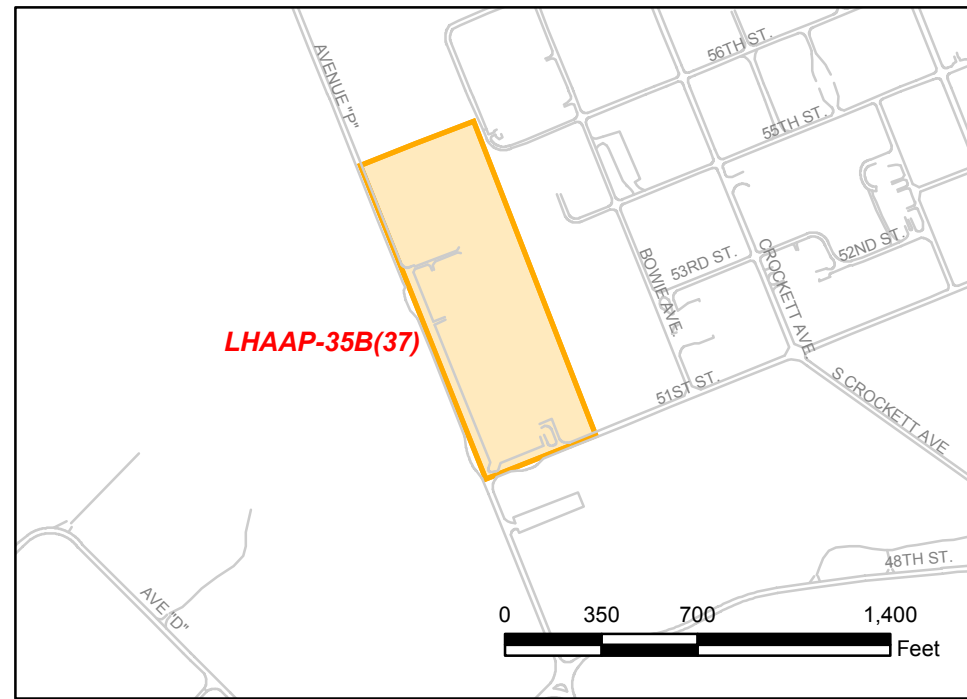 56TH ST.
AVENUE "P"
55TH ST.
52ND ST.
BOWIE AVE.
53RD ST.
CROCKETT AVE.
LHAAP-35B(37)
51ST ST.
S CROCKETT AVE
48TH ST.
AVE "D"
0 350 700 1,400
Feet